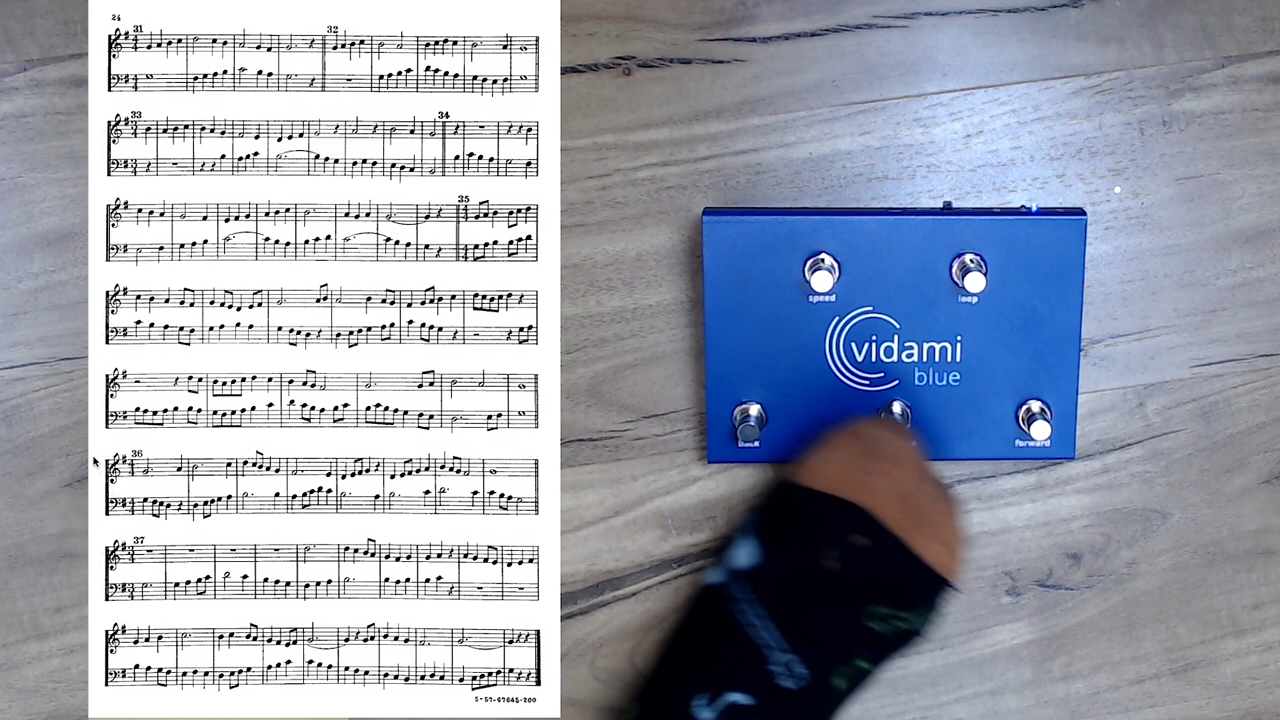 24
31
32
33
34
35
36
37
5-57-67645-200
speed
loop
vidami
blue
back
forward